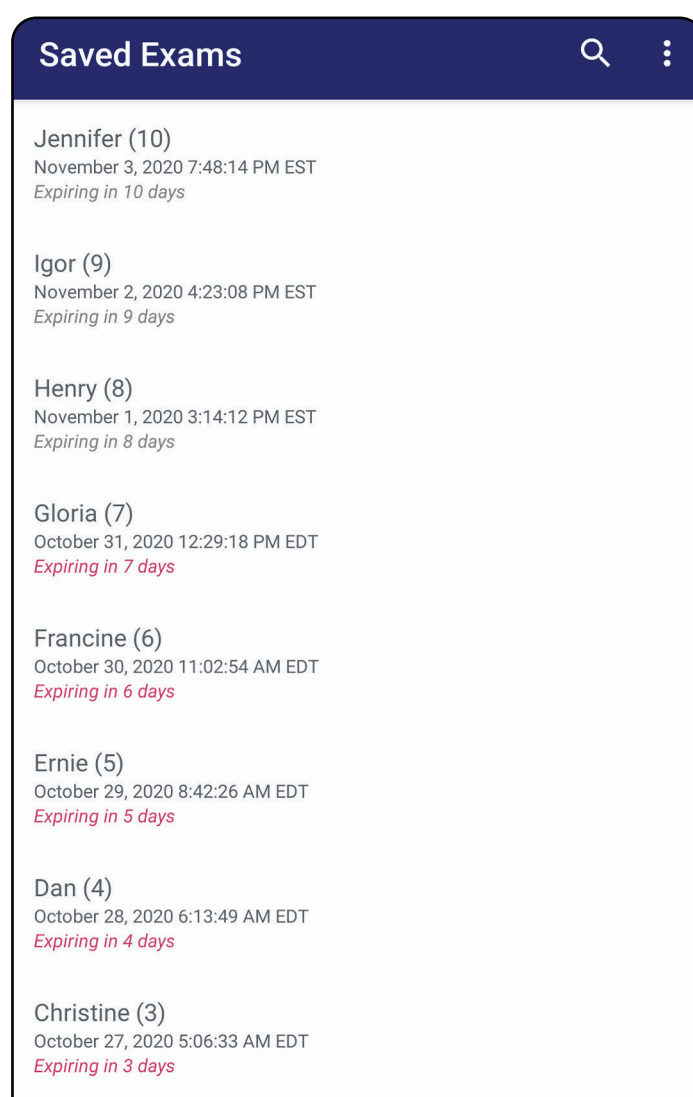 Saved Exams
Jennifer (10)
November 3, 2020 7:48:14 PM EST
Expiring in 10 days
Igor (9)
November 2, 2020 4:23:08 PM EST
Expiring in 9 days
Henry (8)
November 1, 2020 3:14:12 PM EST
Expiring in 8 days
Gloria (7)
October 31, 2020 12:29:18 PM EDT
Expiring in 7 days
Francine (6)
October 30, 2020 11:02:54 AM EDT
Expiring in 6 days
Ernie (5)
October 29, 2020 8:42:26 AM EDT
Expiring in 5 days
Dan (4)
October 28, 2020 6:13:49 AM EDT
Expiring in 4 days
Christine (3)
October 27, 2020 5:06:33 AM EDT
Expiring in 3 days